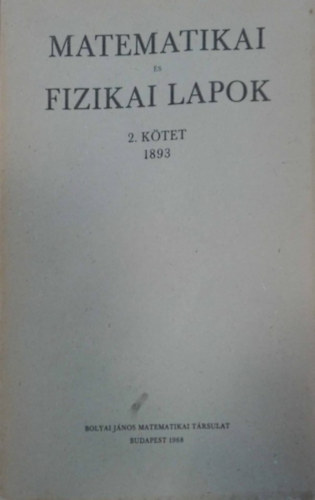 MATEMATIKAI
ÉS
FIZIKAI LAPOK
2. KÖTET
1893
BOLYAI JÁNOS MATEMATIKAI TÁRSULAT
BUDAPEST 1988